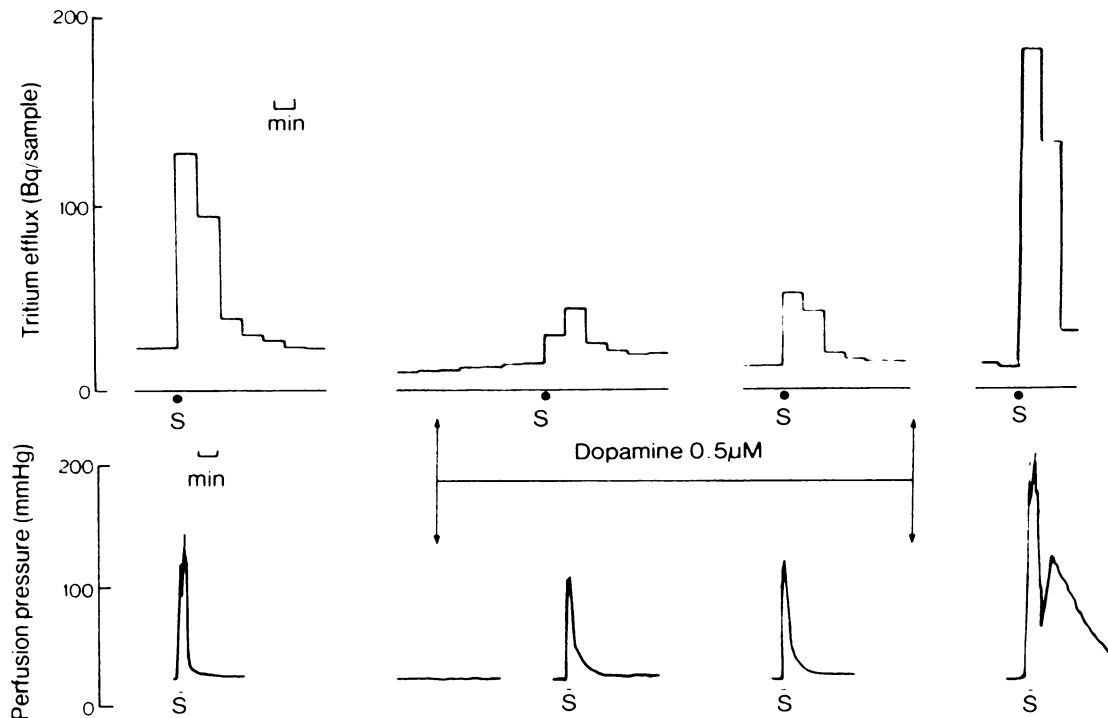 200
Tritium efflux (Bq/sample)
min
100
0
S S S S
Dopamine 0.5μM
200
Perfusion pressure (mmHg)
min
100
0
S S S S